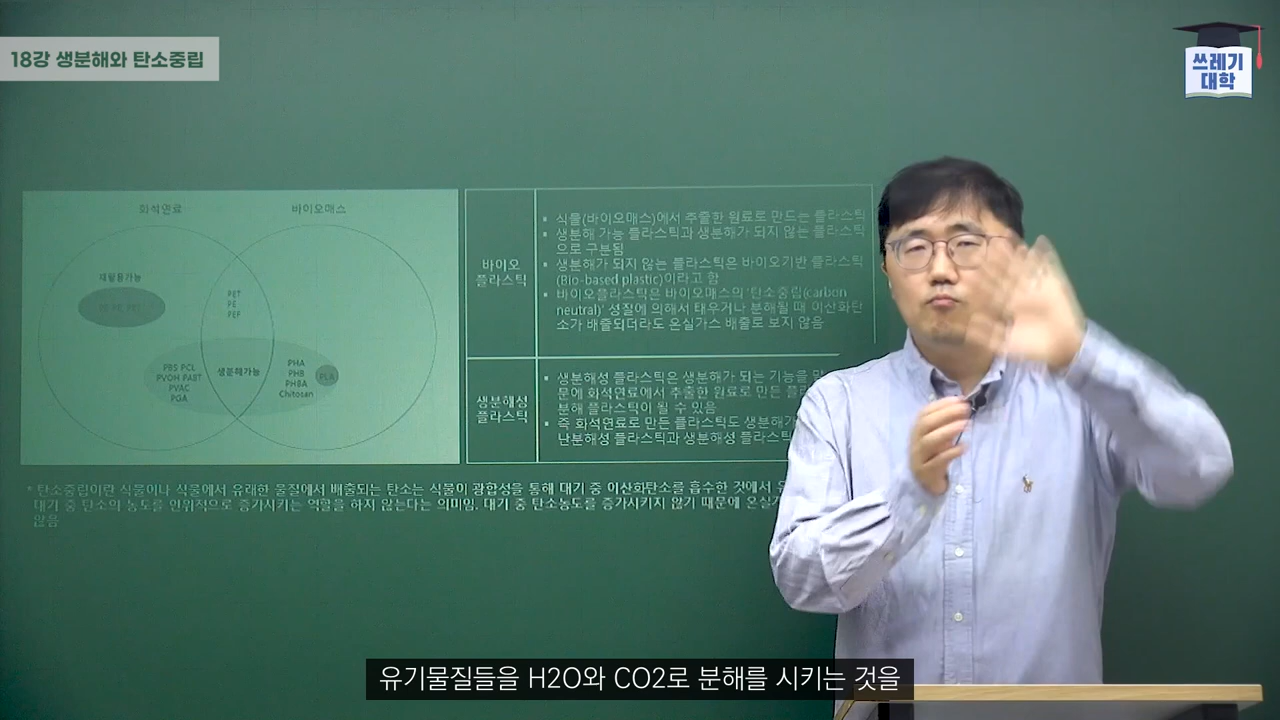 18강 생분해와 탄소중립
쓰레기
대학
화석연료
바이오매스
재활용가능
PET
PE
PEF
PBS PCL
PVOH PABT
PVAC
PGA
생분해가능
PHA
PHB
PHBA
Chitosan
PLA
바이오
플라스틱
식물(바이오매스)에서 추출한 원료로 만드는 플라스틱
생분해 가능 플라스틱과 생분해가 되지 않는 플라스틱
으로 구분됨
생분해가 되지 않는 플라스틱은 바이오기반 플라스틱
(Bio-based plastic)이라고 함
바이오플라스틱은 바이오매스의 '탄소중립(carbon
neutral)' 성질에 의해서 태우거나 분해될 때 이산화탄
소가 배출되더라도 온실가스 배출로 보지 않음
생분해성
플라스틱
생분해성 플라스틱은 생분해가 되는 기능을
문에 화석연료에서 추출한 원료로 만든
분해 플라스틱이 될 수 있음
즉 화석연료로 만든 플라스틱도 생분해가
난분해성 플라스틱과 생분해성 플라스틱
* 탄소중립이란 식물이나 식물에서 유래한 물질에서 배출되는 탄소는 식물이 광합성을 통해 대기 중 이산화탄소를 흡수한 것에서
대기 중 탄소의 농도를 인위적으로 증가시키는 역할을 하지 않는다는 의미임. 대기 중 탄소농도를 증가시키지 않기 때문에
않음
유기물질들을 H2O와 CO2로 분해를 시키는 것을